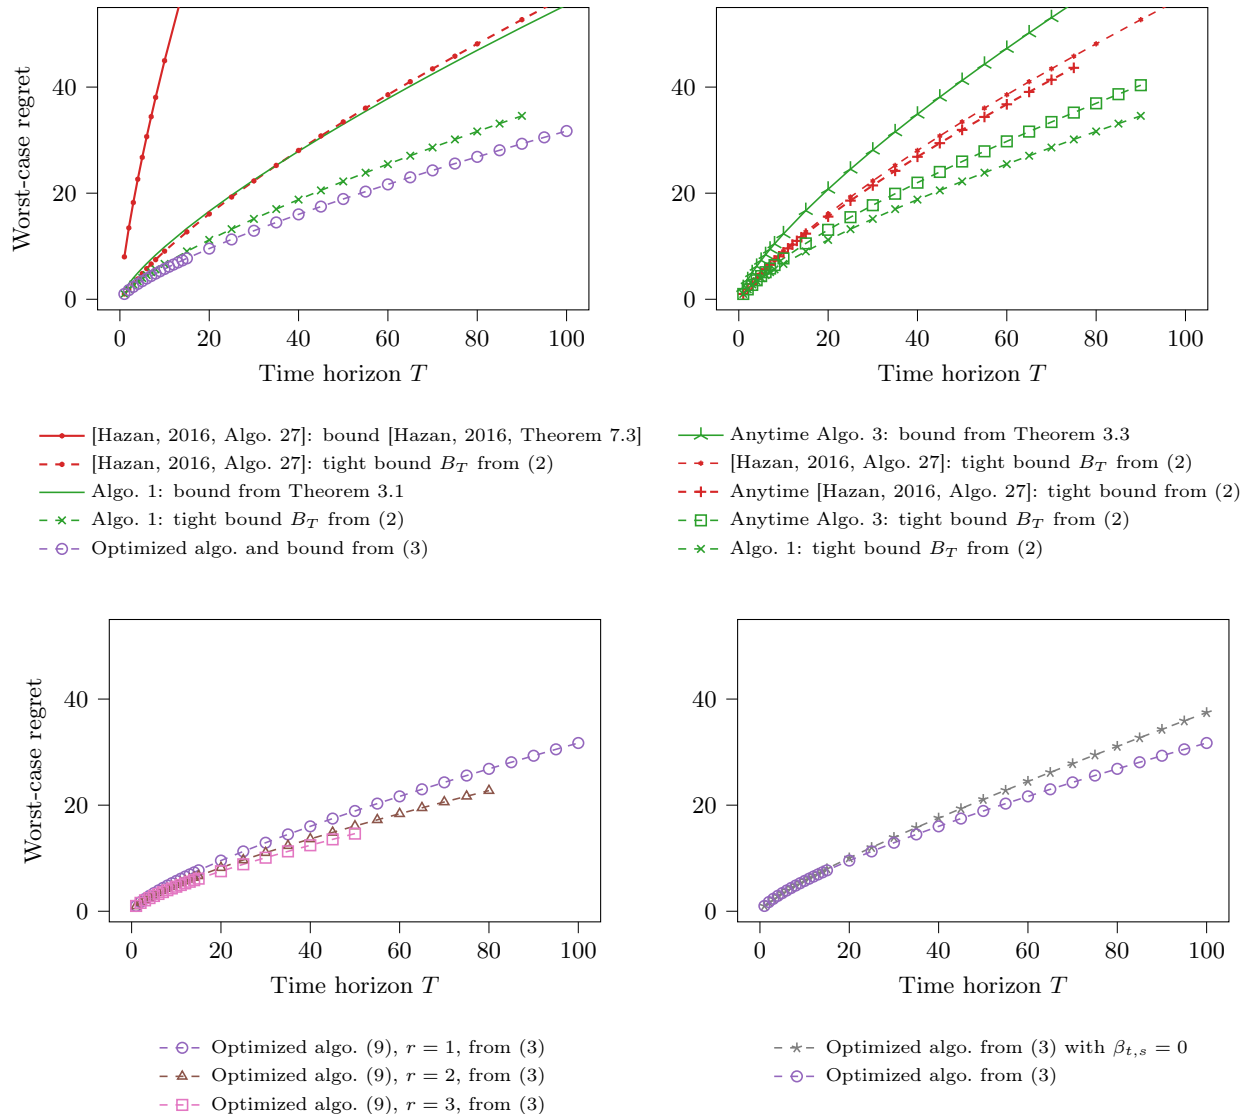 40
20
0
Worst-case regret
0 20 40 60 80 100
Time horizon T
40
20
0
0 20 40 60 80 100
Time horizon T
[Hazan, 2016, Algo. 27]: bound [Hazan, 2016, Theorem 7.3]
[Hazan, 2016, Algo. 27]: tight bound B_T from (2)
Algo. 1: bound from Theorem 3.1
Algo. 1: tight bound B_T from (2)
Optimized algo. and bound from (3)
Anytime Algo. 3: bound from Theorem 3.3
[Hazan, 2016, Algo. 27]: tight bound B_T from (2)
Anytime [Hazan, 2016, Algo. 27]: tight bound from (2)
Anytime Algo. 3: tight bound B_T from (2)
Algo. 1: tight bound B_T from (2)
40
20
0
Worst-case regret
0 20 40 60 80 100
Time horizon T
40
20
0
0 20 40 60 80 100
Time horizon T
Optimized algo. (9), r = 1, from (3)
Optimized algo. (9), r = 2, from (3)
Optimized algo. (9), r = 3, from (3)
Optimized algo. from (3) with β_{t,s} = 0
Optimized algo. from (3)